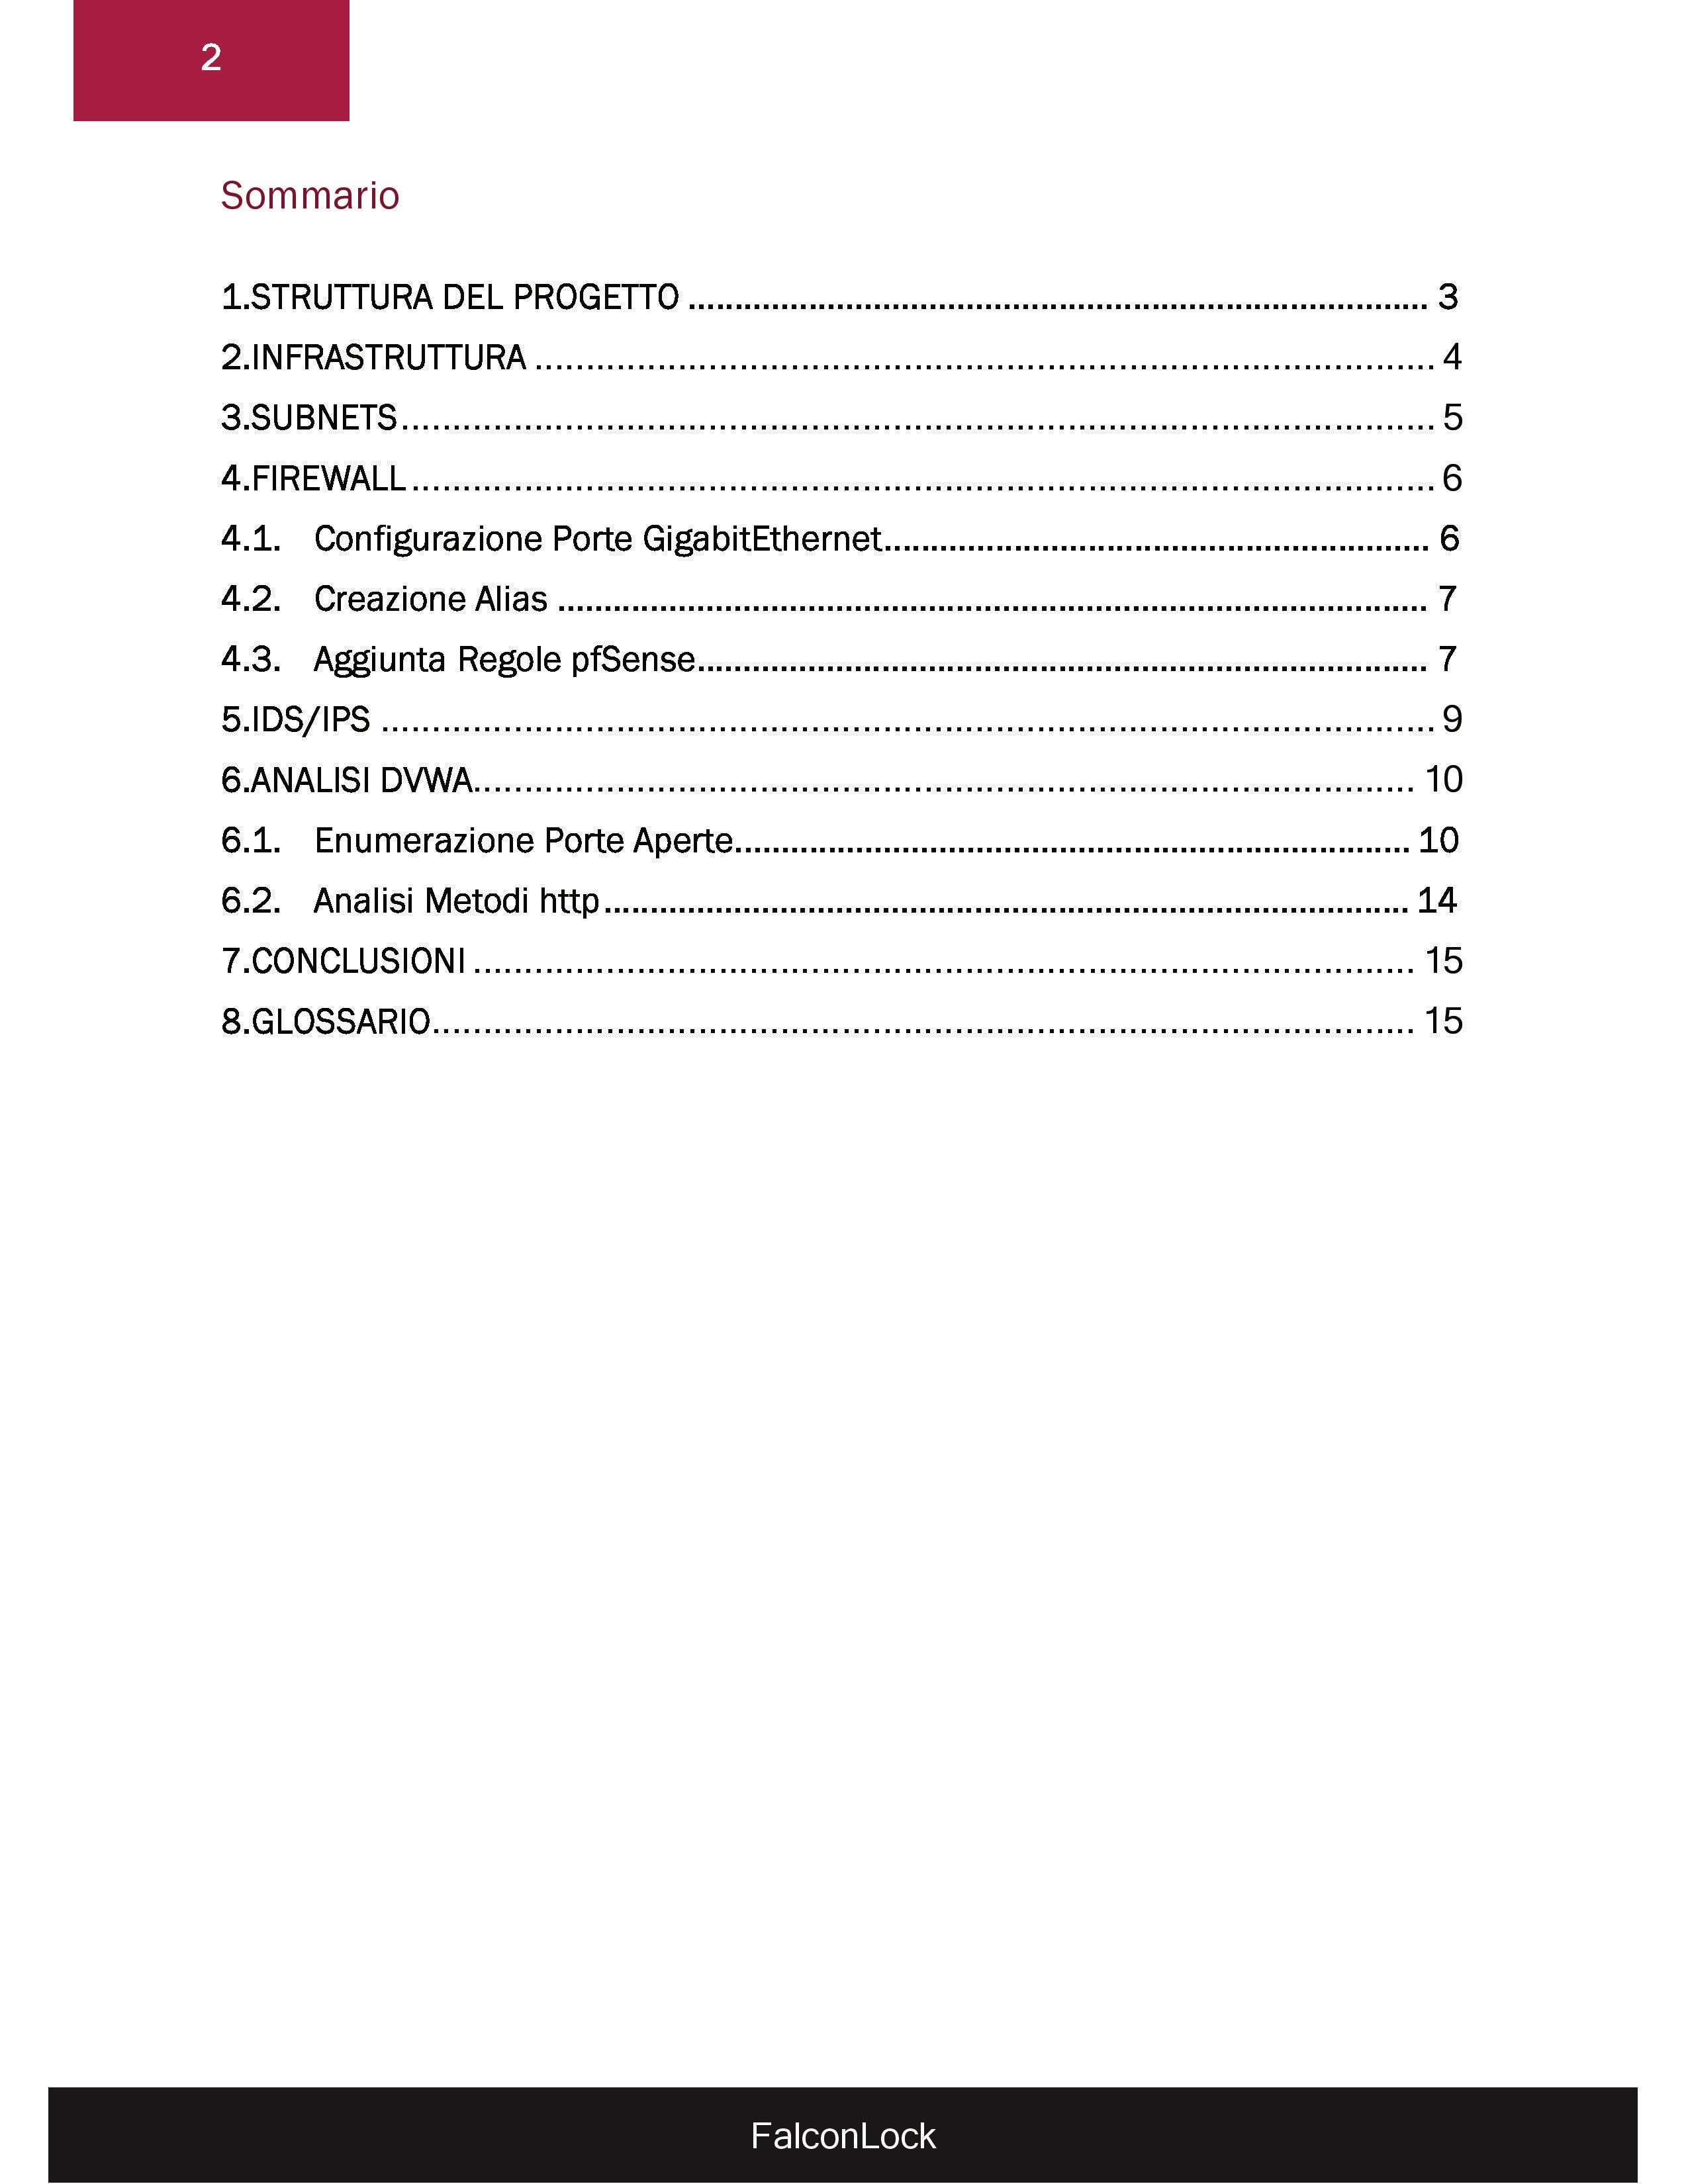 2
Sommario
1.STRUTTURA DEL PROGETTO ........................................................................... 3
2.INFRASTRUTTURA ........................................................................................ 4
3.SUBNETS..................................................................................................... 5
4.FIREWALL.................................................................................................... 6
4.1. Configurazione Porte GigabitEthernet......................................................... 6
4.2. Creazione Alias .......................................................................................... 7
4.3. Aggiunta Regole pfSense............................................................................ 7
5.IDS/IPS ....................................................................................................... 9
6.ANALISI DVWA............................................................................................ 10
6.1. Enumerazione Porte Aperte...................................................................... 10
6.2. Analisi Metodi http................................................................................... 14
7.CONCLUSIONI ............................................................................................ 15
8.GLOSSARIO................................................................................................ 15
FalconLock